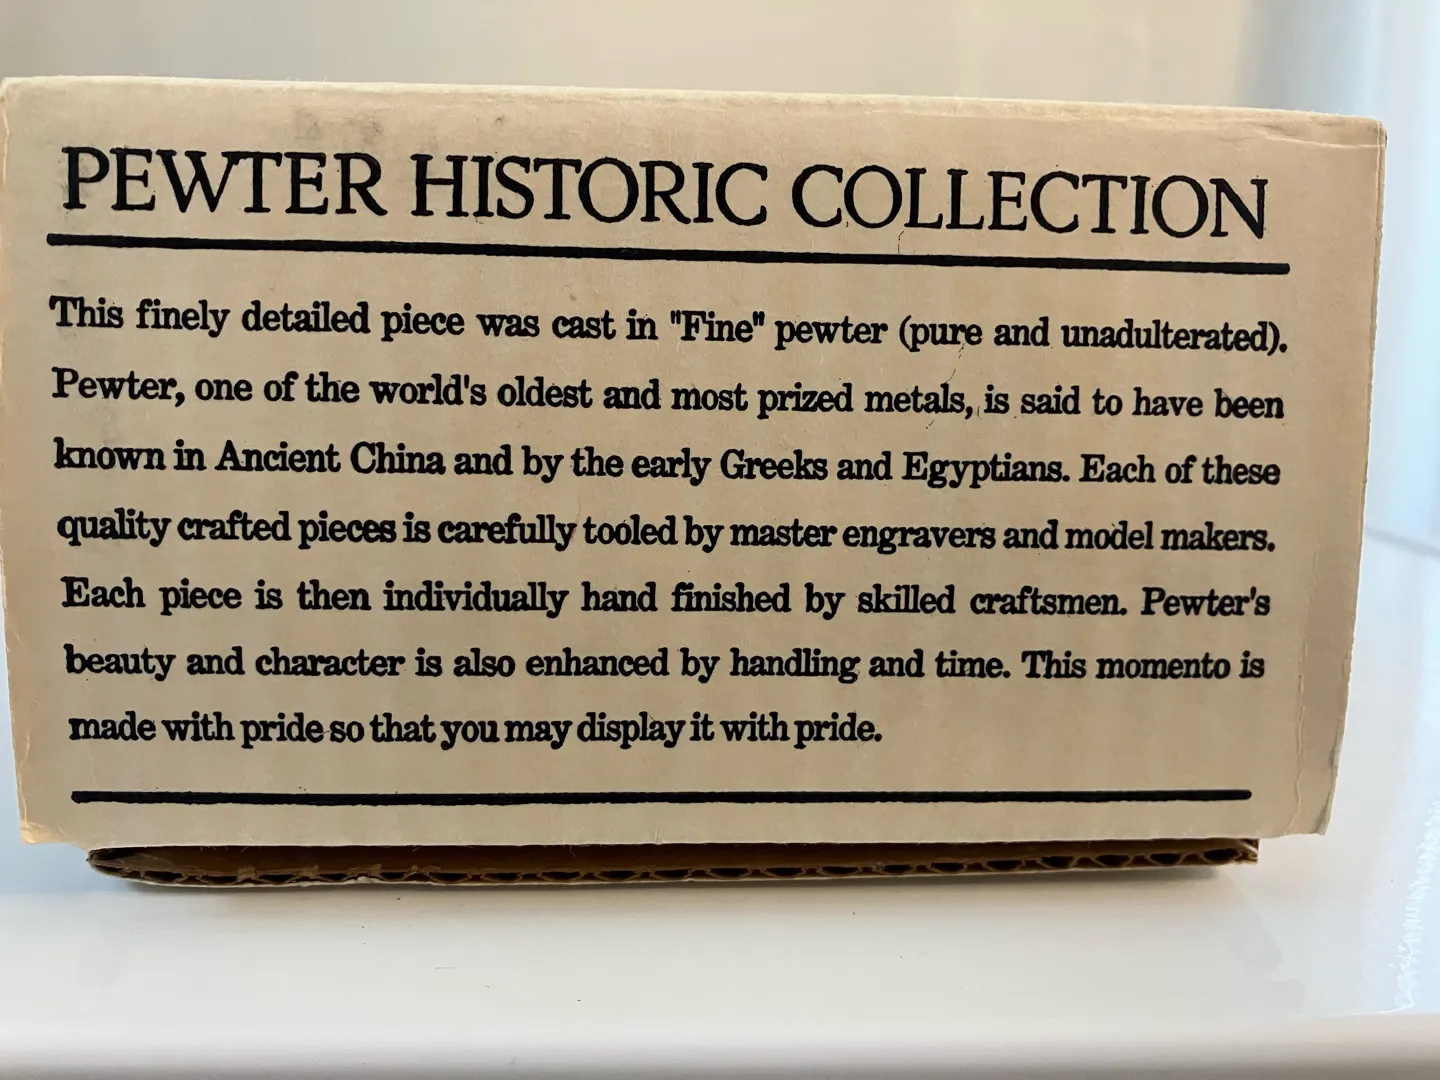 PEWTER HISTORIC COLLECTION
This finely detailed piece was cast in "Fine" pewter (pure and unadulterated).
Pewter, one of the world's oldest and most prized metals, is said to have been
known in Ancient China and by the early Greeks and Egyptians. Each of these
quality crafted pieces is carefully tooled by master engravers and model makers.
Each piece is then individually hand finished by skilled craftsmen. Pewter's
beauty and character is also enhanced by handling and time. This momento is
made with pride so that you may display it with pride.